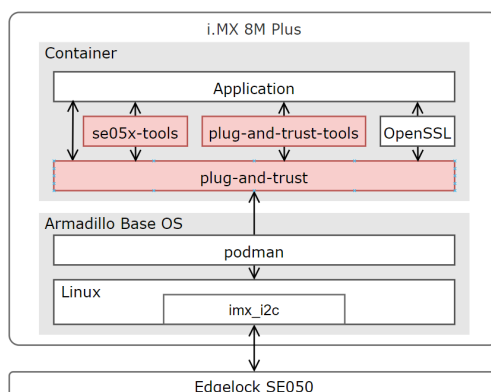 i.MX 8M Plus
Container
Application
se05x-tools
plug-and-trust-tools
OpenSSL
plug-and-trust
Armadillo Base OS
podman
Linux
imx_i2c
Edgelock SE050